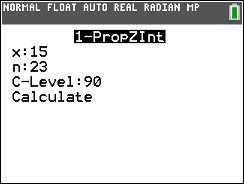 NORMAL FLOAT AUTO REAL RADIAN MP
1-PropZInt
x:15
n:23
C-Level:90
Calculate